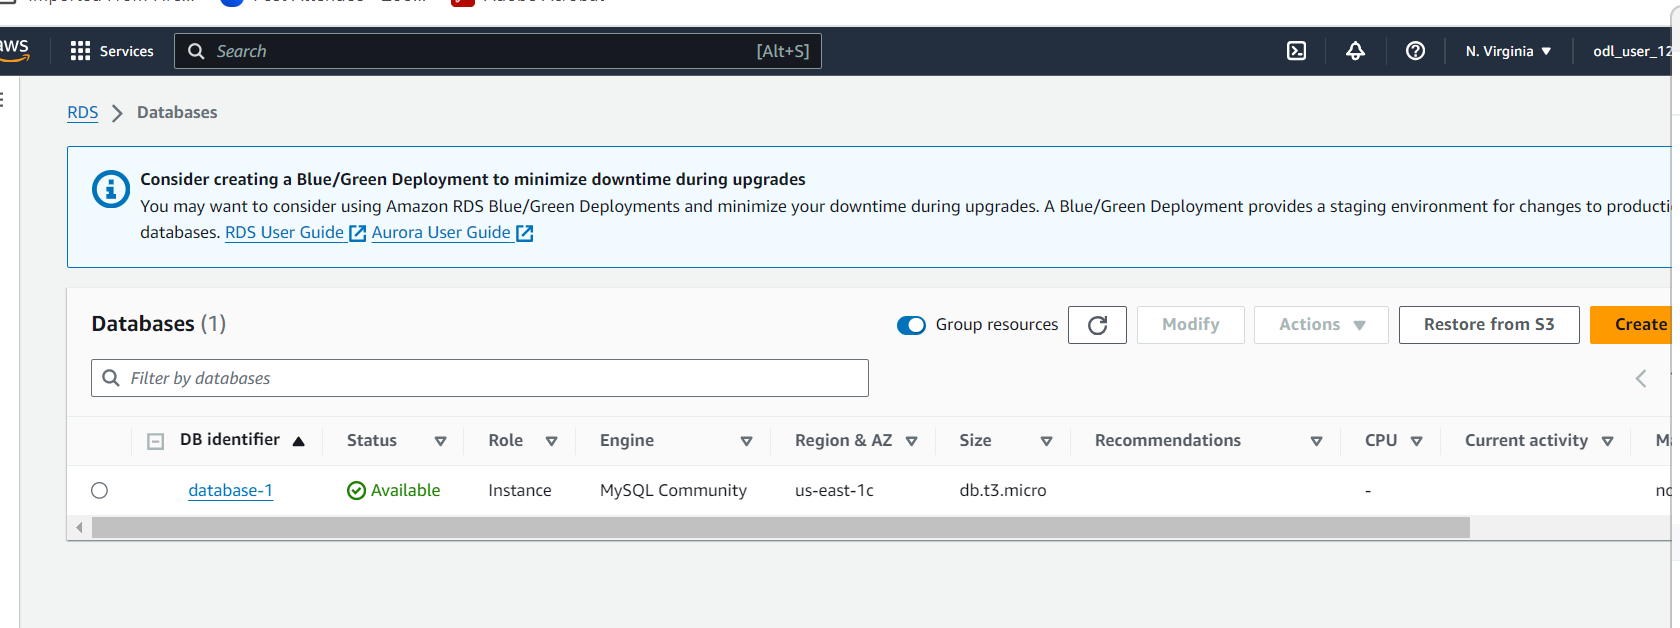 aws
Services
Search
[Alt+S]
N. Virginia
odl_user_12
RDS
Databases
Consider creating a Blue/Green Deployment to minimize downtime during upgrades
You may want to consider using Amazon RDS Blue/Green Deployments and minimize your downtime during upgrades. A Blue/Green Deployment provides a staging environment for changes to producti
databases. RDS User Guide Aurora User Guide
Databases (1)
Group resources
Modify
Actions
Restore from S3
Create
Filter by databases
DB identifier Status Role Engine Region & AZ Size Recommendations CPU Current activity
database-1 Available Instance MySQL Community us-east-1c db.t3.micro -